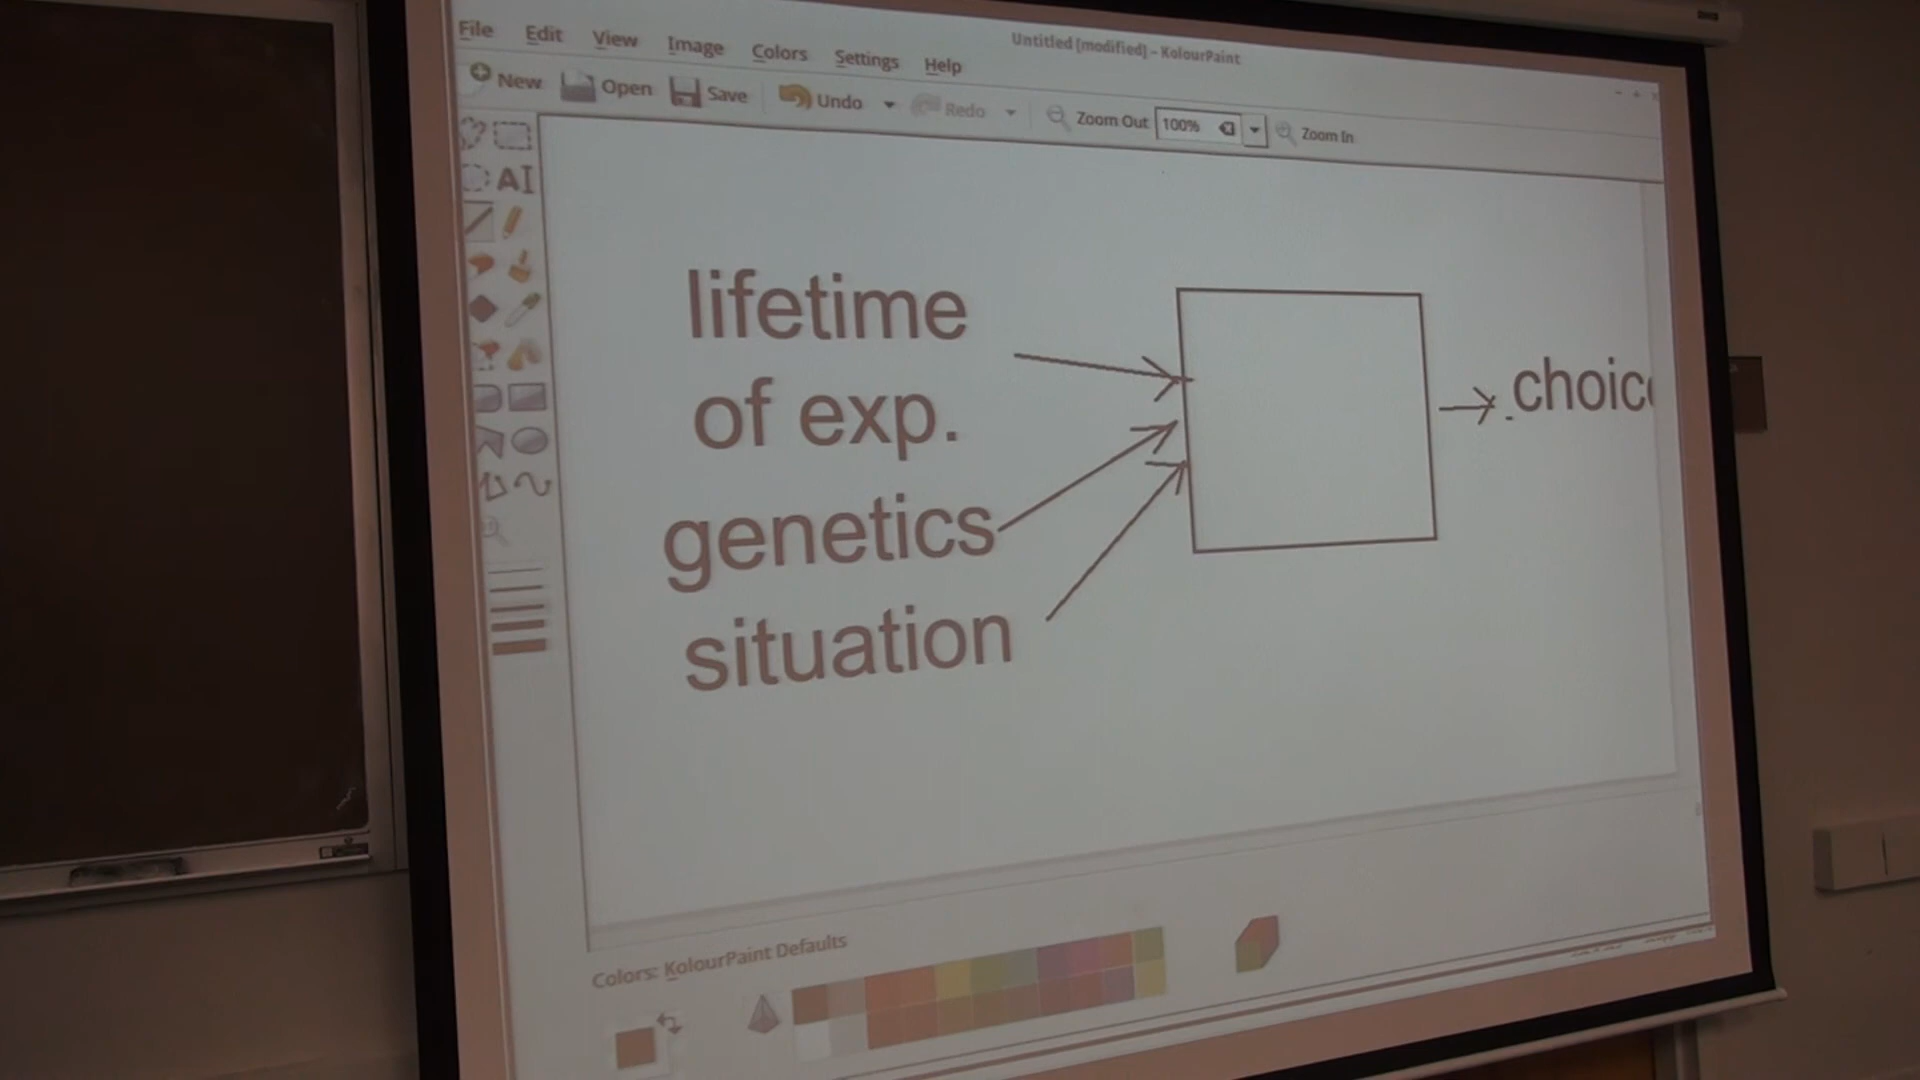 Untitled [modified] – KolourPaint
File Edit View Image Colors Settings Help
New Open Save Undo Redo Zoom Out 100% Zoom In
AI
lifetime
of exp.
genetics
situation
choic
Colors: KolourPaint Defaults